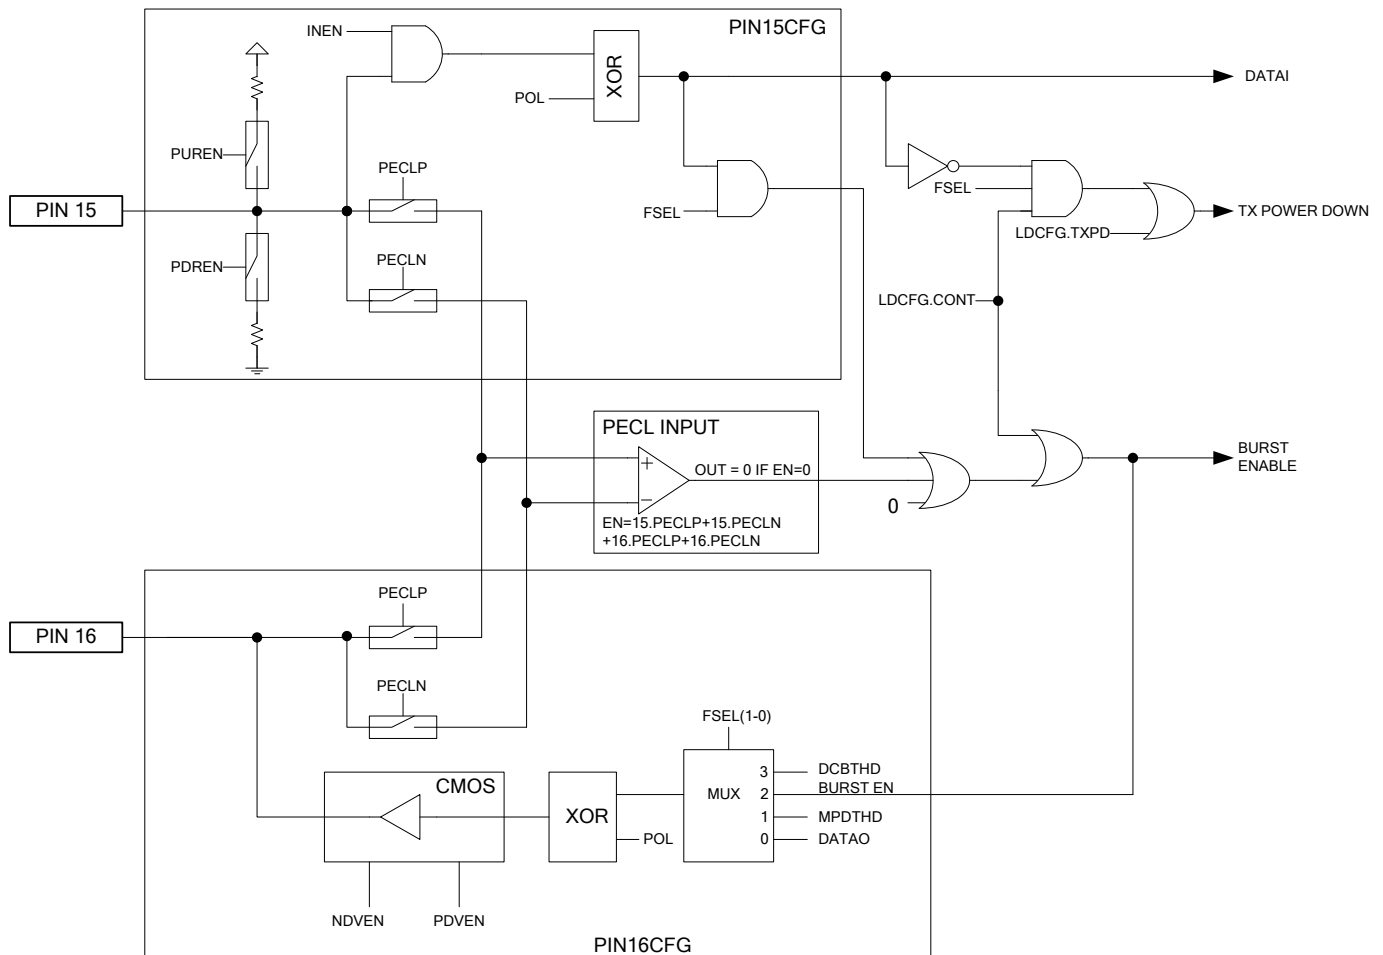 PIN15CFG
INEN
XOR
POL
DATAI
PUREN
PECLP
FSEL
FSEL
PIN 15
TX POWER DOWN
LDCFG.TXPD
PDREN
PECLN
LDCFG.CONT
PECL INPUT
+
OUT = 0 IF EN=0
−
0
EN=15.PECLP+15.PECLN
+16.PECLP+16.PECLN
BURST
ENABLE
PECLP
PIN 16
PECLN
FSEL(1-0)
CMOS
XOR
POL
MUX
3 DCBTHD
2 BURST EN
1 MPDTHD
0 DATAO
NDVEN
PDVEN
PIN16CFG